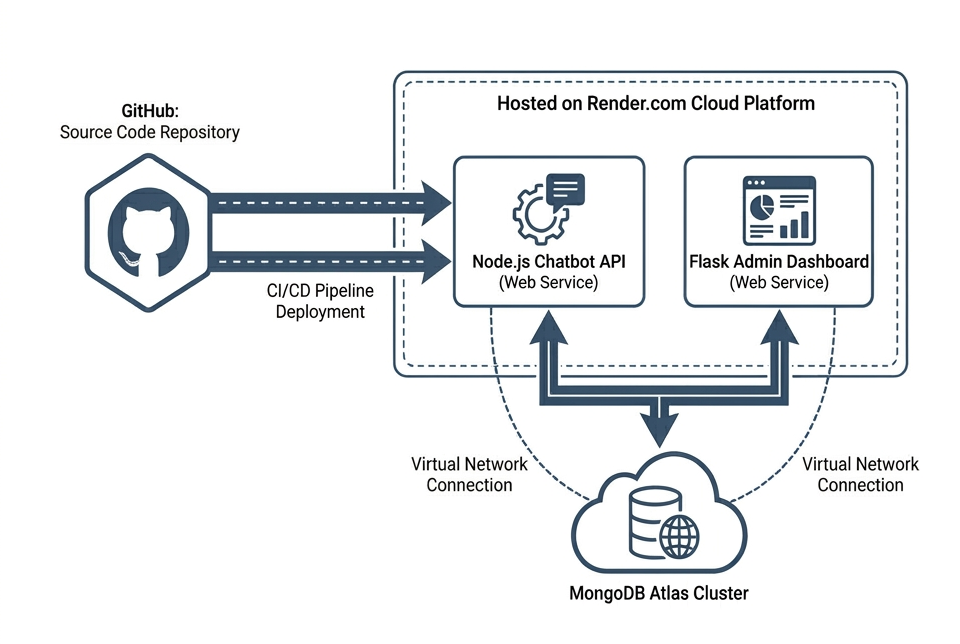 Hosted on Render.com Cloud Platform
GitHub:
Source Code Repository
Node.js Chatbot API
(Web Service)
Flask Admin Dashboard
(Web Service)
CI/CD Pipeline
Deployment
Virtual Network
Connection
Virtual Network
Connection
MongoDB Atlas Cluster